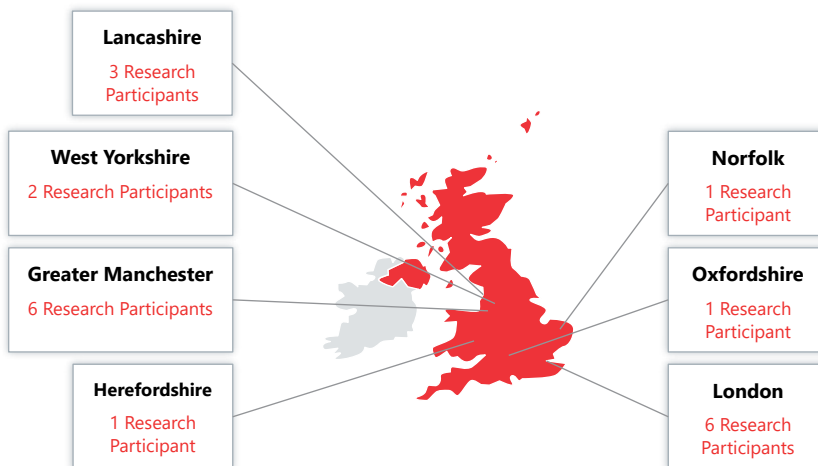 Lancashire
3 Research
Participants
West Yorkshire
2 Research Participants
Greater Manchester
6 Research Participants
Herefordshire
1 Research
Participant
Norfolk
1 Research
Participant
Oxfordshire
1 Research
Participant
London
6 Research
Participants